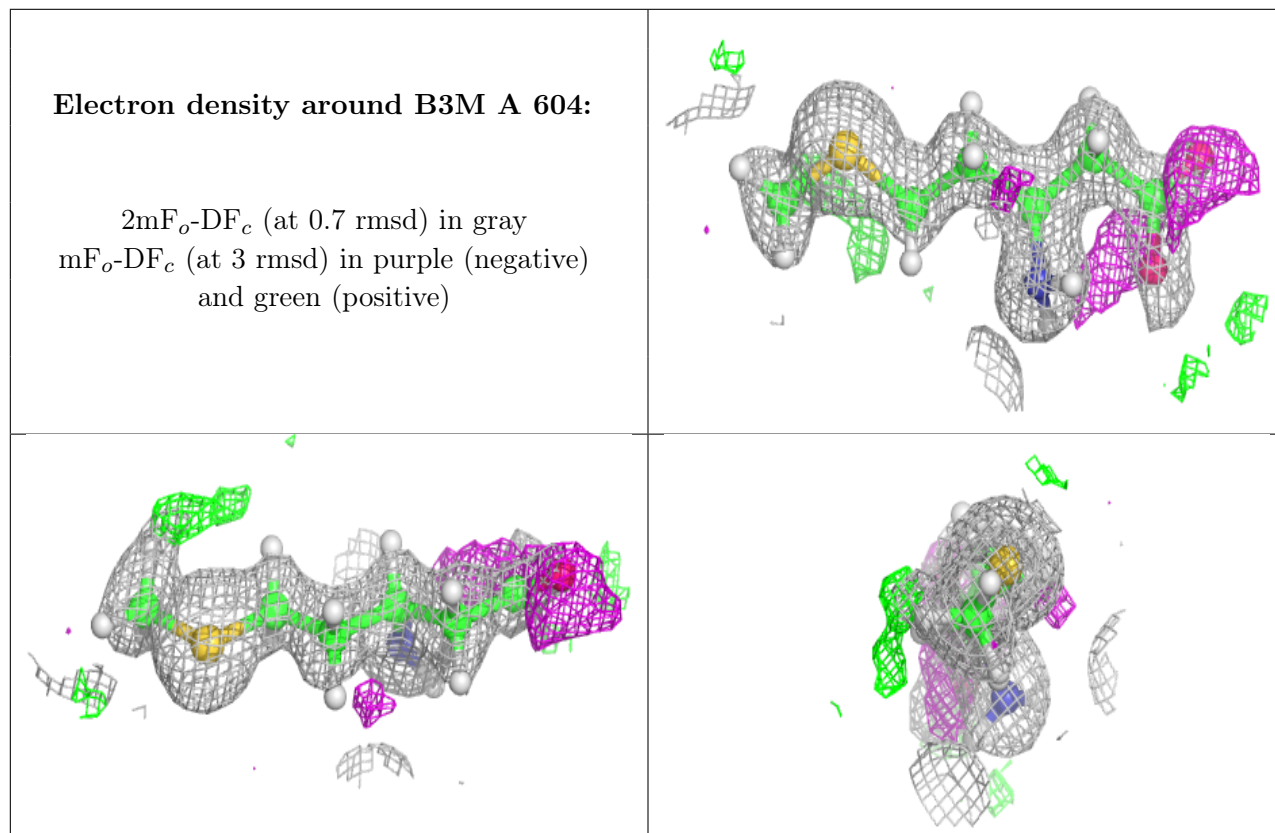 Electron density around B3M A 604:
2mFo-DFc (at 0.7 rmsd) in gray
mFo-DFc (at 3 rmsd) in purple (negative)
and green (positive)